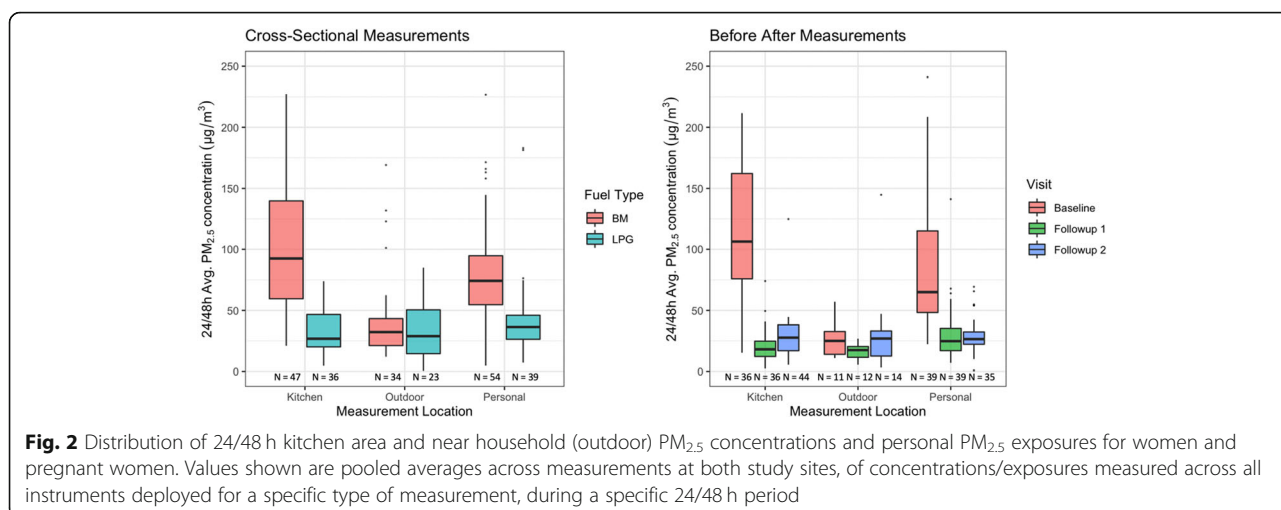 Cross-Sectional Measurements
24/48h Avg. PM2.5 concentratin (µg/m³)
250
200
150
100
50
0
N = 47 N = 36 N = 34 N = 23 N = 54 N = 39
Kitchen Outdoor Personal
Measurement Location
Fuel Type
BM
LPG
Before After Measurements
24/48h Avg. PM2.5 concentration (µg/m³)
250
200
150
100
50
0
N = 36 N = 36 N = 44 N = 11 N = 12 N = 14 N = 39 N = 39 N = 35
Kitchen Outdoor Personal
Measurement Location
Visit
Baseline
Followup 1
Followup 2
Fig. 2 Distribution of 24/48 h kitchen area and near household (outdoor) PM2.5 concentrations and personal PM2.5 exposures for women and
pregnant women. Values shown are pooled averages across measurements at both study sites, of concentrations/exposures measured across all
instruments deployed for a specific type of measurement, during a specific 24/48 h period